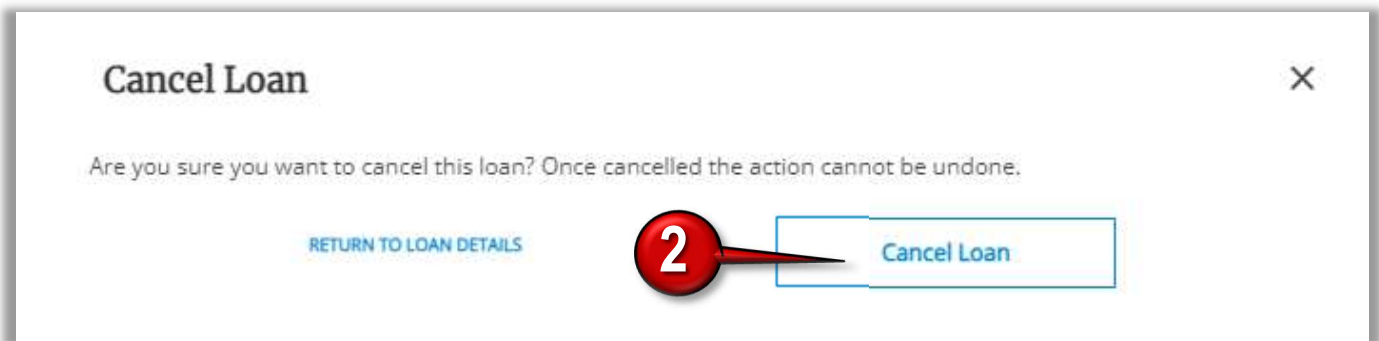 Cancel Loan
Are you sure you want to cancel this loan? Once cancelled the action cannot be undone.
RETURN TO LOAN DETAILS
2
Cancel Loan